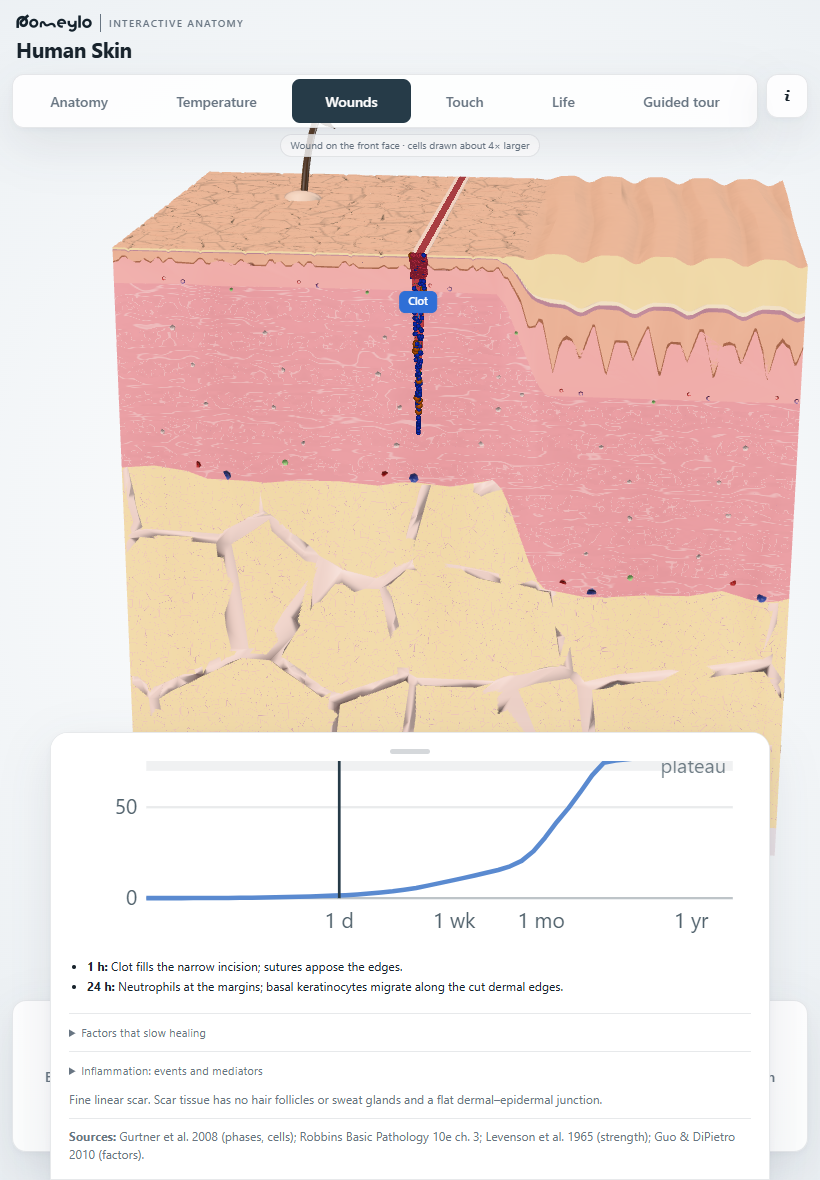 Domeylo
INTERACTIVE ANATOMY
Human Skin
Anatomy
Temperature
Wounds
Touch
Life
Guided tour
i
Wound on the front face · cells drawn about 4× larger
Clot
plateau
50
0
1 d
1 wk
1 mo
1 yr
• 1 h: Clot fills the narrow incision; sutures appose the edges.
• 24 h: Neutrophils at the margins; basal keratinocytes migrate along the cut dermal edges.
▶ Factors that slow healing
▶ Inflammation: events and mediators
Fine linear scar. Scar tissue has no hair follicles or sweat glands and a flat dermal–epidermal junction.
Sources: Gurtner et al. 2008 (phases, cells); Robbins Basic Pathology 10e ch. 3; Levenson et al. 1965 (strength); Guo & DiPietro
2010 (factors).